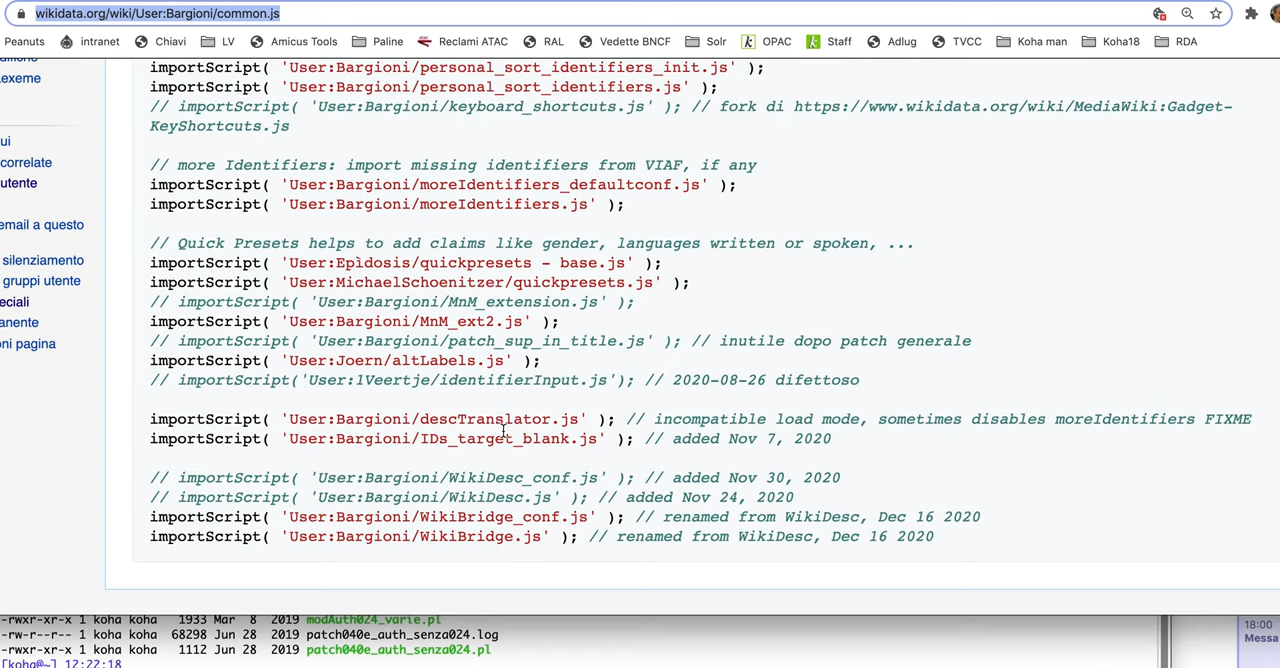 wikidata.org/wiki/User:Bargioni/common.js
Peanuts intranet Chiavi LV Amicus Tools Paline Reclami ATAC RAL Vedette BNCF Solr OPAC Staff Adlug TVCC Koha man Koha18 RDA
Lexeme
qui
correlate
utente
email a questo
silenziamento
gruppi utente
eciali
anente
oni pagina
importScript( 'User:Bargioni/personal_sort_identifiers_init.js' );
importScript( 'User:Bargioni/personal_sort_identifiers.js' );
// importScript( 'User:Bargioni/keyboard_shortcuts.js' ); // fork di https://www.wikidata.org/wiki/MediaWiki:Gadget-
KeyShortcuts.js
// more Identifiers: import missing identifiers from VIAF, if any
importScript( 'User:Bargioni/moreIdentifiers_defaultconf.js' );
importScript( 'User:Bargioni/moreIdentifiers.js' );
// Quick Presets helps to add claims like gender, languages written or spoken, ...
importScript( 'User:Epìdosis/quickpresets - base.js' );
importScript( 'User:MichaelSchoenitzer/quickpresets.js' );
// importScript( 'User:Bargioni/MnM_extension.js' );
importScript( 'User:Bargioni/MnM_ext2.js' );
// importScript( 'User:Bargioni/patch_sup_in_title.js' ); // inutile dopo patch generale
importScript( 'User:Joern/altLabels.js' );
// importScript('User:1Veertje/identifierInput.js'); // 2020-08-26 difettoso
importScript( 'User:Bargioni/descTranslator.js' ); // incompatible load mode, sometimes disables moreIdentifiers FIXME
importScript( 'User:Bargioni/IDs_target_blank.js' ); // added Nov 7, 2020
// importScript( 'User:Bargioni/WikiDesc_conf.js' ); // added Nov 30, 2020
// importScript( 'User:Bargioni/WikiDesc.js' ); // added Nov 24, 2020
importScript( 'User:Bargioni/WikiBridge_conf.js' ); // renamed from WikiDesc, Dec 16 2020
importScript( 'User:Bargioni/WikiBridge.js' ); // renamed from WikiDesc, Dec 16 2020
-rwxr-xr-x 1 koha koha 1933 Mar 8 2019 modAuth024_varie.pl
-rw-r--r-- 1 koha koha 68298 Jun 28 2019 patch040e_auth_senza024.log
-rwxr-xr-x 1 koha koha 1112 Jun 28 2019 patch040e_auth_senza024.pl
[koha@~] 12:22:18
18:00
Messa